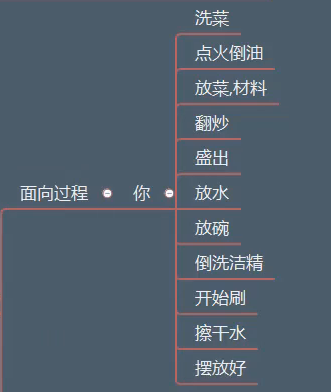 洗菜
点火倒油
放菜,材料
翻炒
盛出
面向过程 你 放水
放碗
倒洗洁精
开始刷
擦干水
摆放好